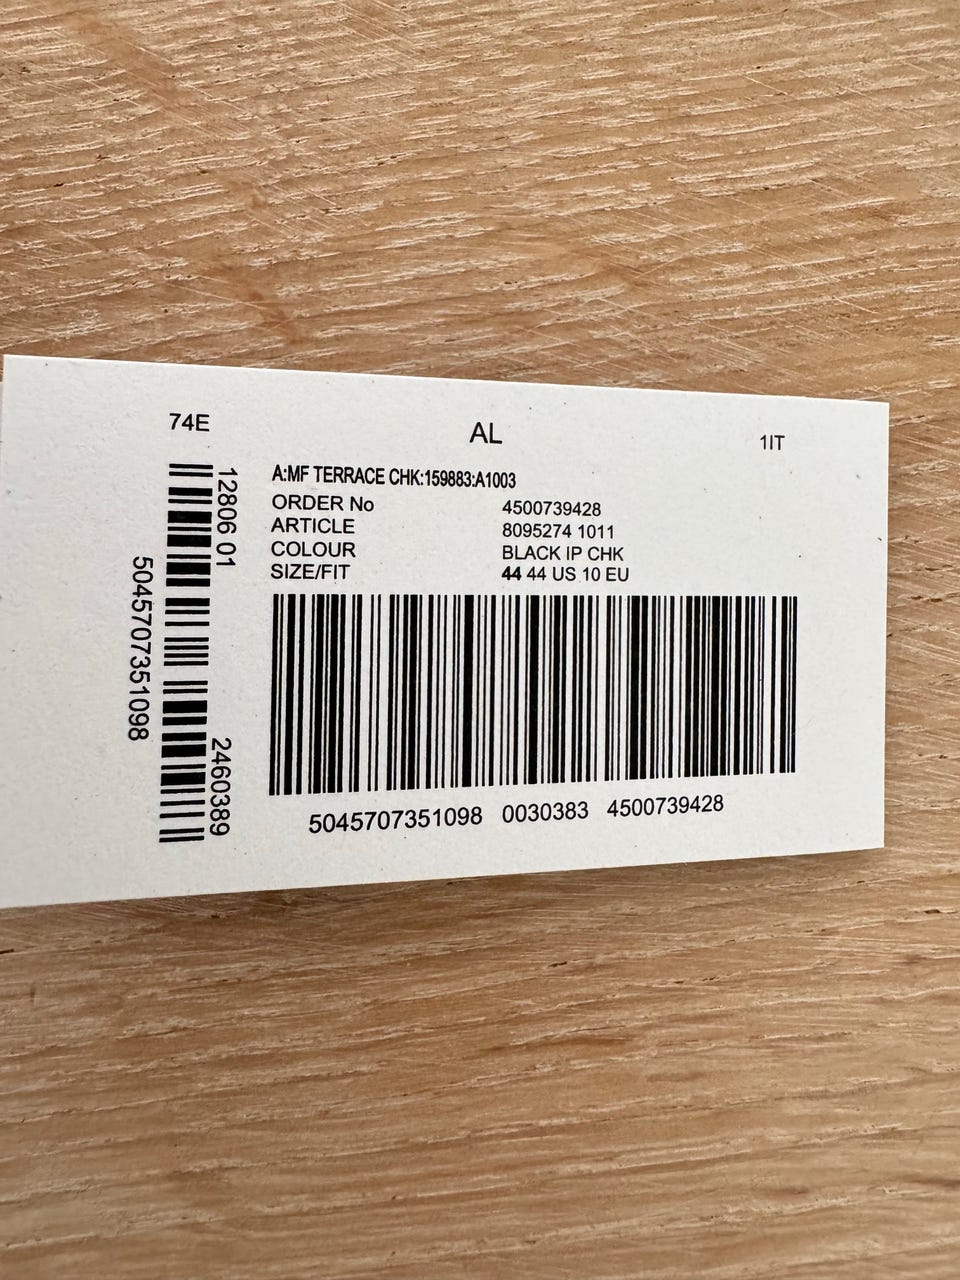 74E
AL
1IT
A:MF TERRACE CHK:159883:A1003
ORDER No 4500739428
ARTICLE 8095274 1011
COLOUR BLACK IP CHK
SIZE/FIT 44 44 US 10 EU
5045707351098 0030383 4500739428
12806 01 2460389
5045707351098